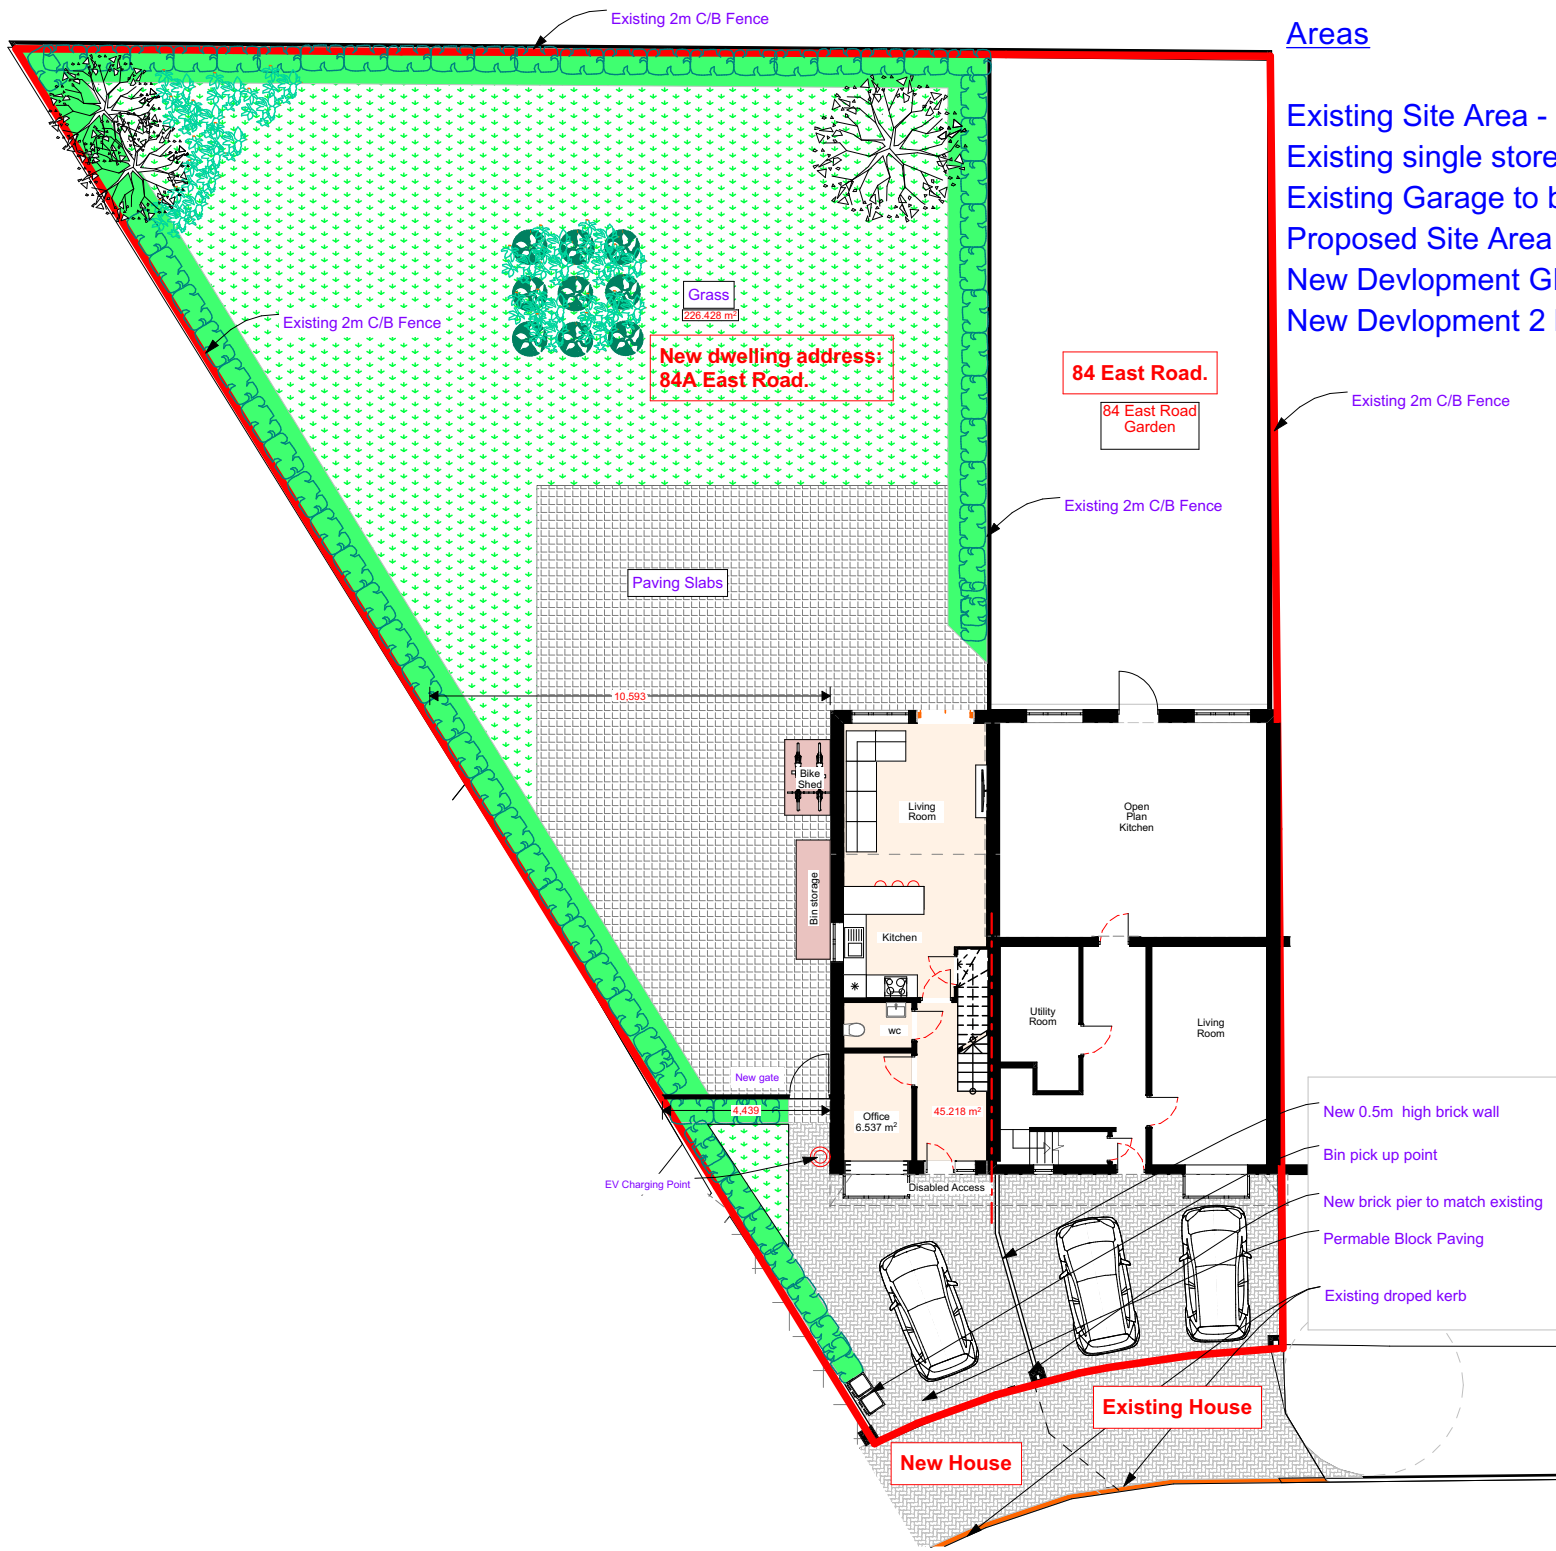 Existing 2m C/B Fence
Areas
Existing Site Area -
Existing single store
Existing Garage to b
Proposed Site Area
New Devlopment
New Devlopment 2
Grass
226.428 m²
Existing 2m C/B Fence
New dwelling address:
84A East Road.
84 East Road.
84 East Road
Garden
Existing 2m C/B Fence
Existing 2m C/B Fence
Paving Slabs
10,593
Bike
Shed
Living
Room
Open
Plan
Kitchen
Bin storage
Kitchen
Utility
Room
Living
Room
wc
New gate
4,439
Office
6.537 m²
45.218 m²
New 0.5m high brick wall
Bin pick up point
EV Charging Point
Disabled Access
New brick pier to match existing
Permable Block Paving
Existing droped kerb
Existing House
New House